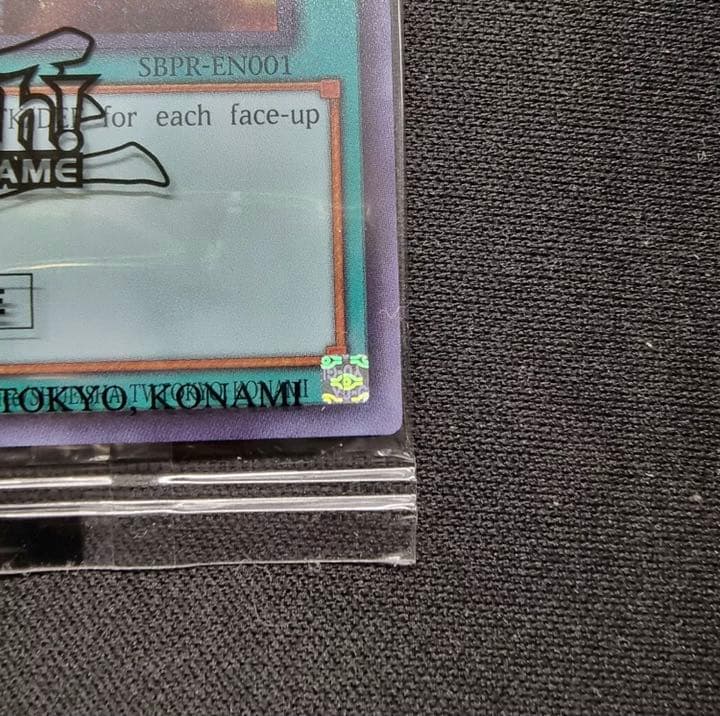 SBPR-EN001
for each face-up
AME
E
TOKYO, KONAMI